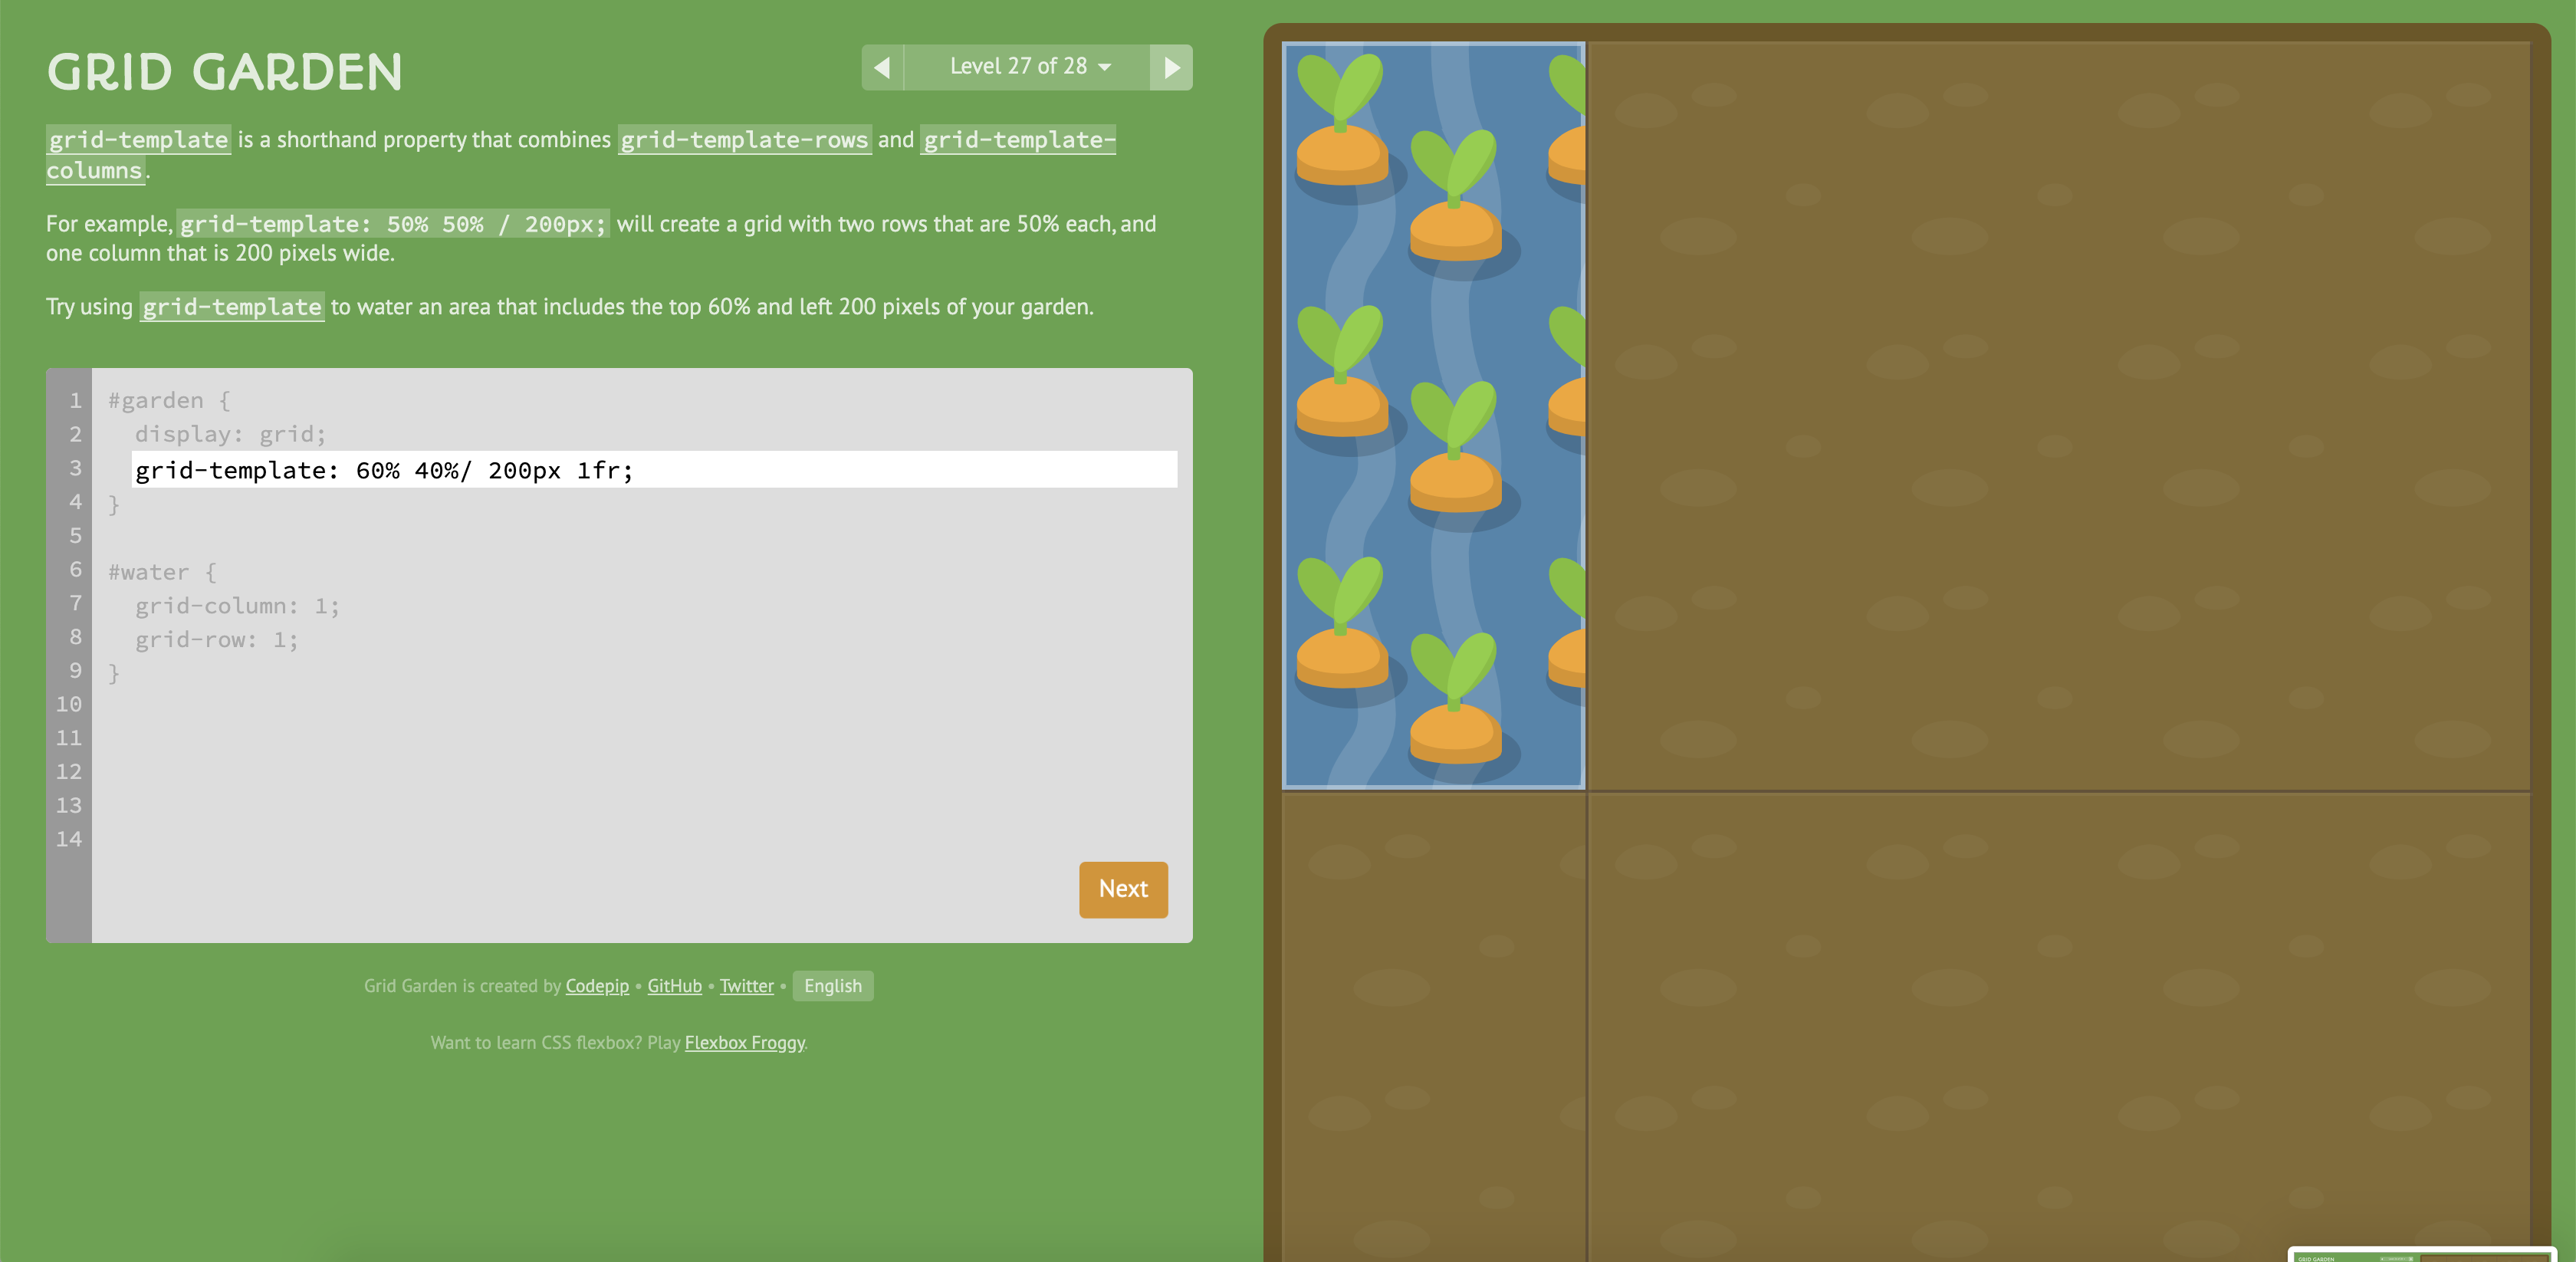 GRID GARDEN
Level 27 of 28
grid-template is a shorthand property that combines grid-template-rows and grid-template-
columns.
For example, grid-template: 50% 50% / 200px; will create a grid with two rows that are 50% each, and
one column that is 200 pixels wide.
Try using grid-template to water an area that includes the top 60% and left 200 pixels of your garden.
1 #garden {
2 display: grid;
3 grid-template: 60% 40%/ 200px 1fr;
4 }
5
6 #water {
7 grid-column: 1;
8 grid-row: 1;
9 }
10
11
12
13
14
Next
Grid Garden is created by Codepip • GitHub • Twitter • English
Want to learn CSS flexbox? Play Flexbox Froggy.
GRID GARDEN